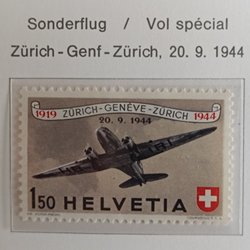 Sonderflug / Vol spécial
Zürich - Genf - Zürich, 20. 9. 1944
1919 ZÜRICH-GENÈVE-ZÜRICH 1944
20. 9. 1944
1.50 HELVETIA